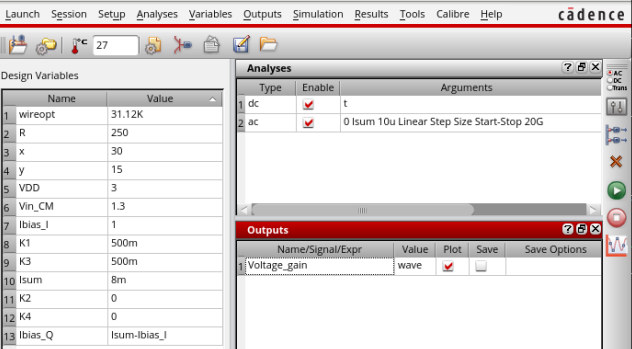 Launch Session Setup Analyses Variables Outputs Simulation Results Tools Calibre Help cādence
°C 27
Design Variables
Name Value
1 wireopt 31.12K
2 R 250
3 x 30
4 y 15
5 VDD 3
6 Vin_CM 1.3
7 Ibias_I 1
8 K1 500m
9 K3 500m
10 Isum 8m
11 K2 0
12 K4 0
13 Ibias_Q Isum-Ibias_I
Analyses ?
Type Enable Arguments
1 dc t
2 ac 0 Isum 10u Linear Step Size Start-Stop 20G
Outputs ?
Name/Signal/Expr Value Plot Save Save Options
1 Voltage_gain wave
AC
DC
Trans